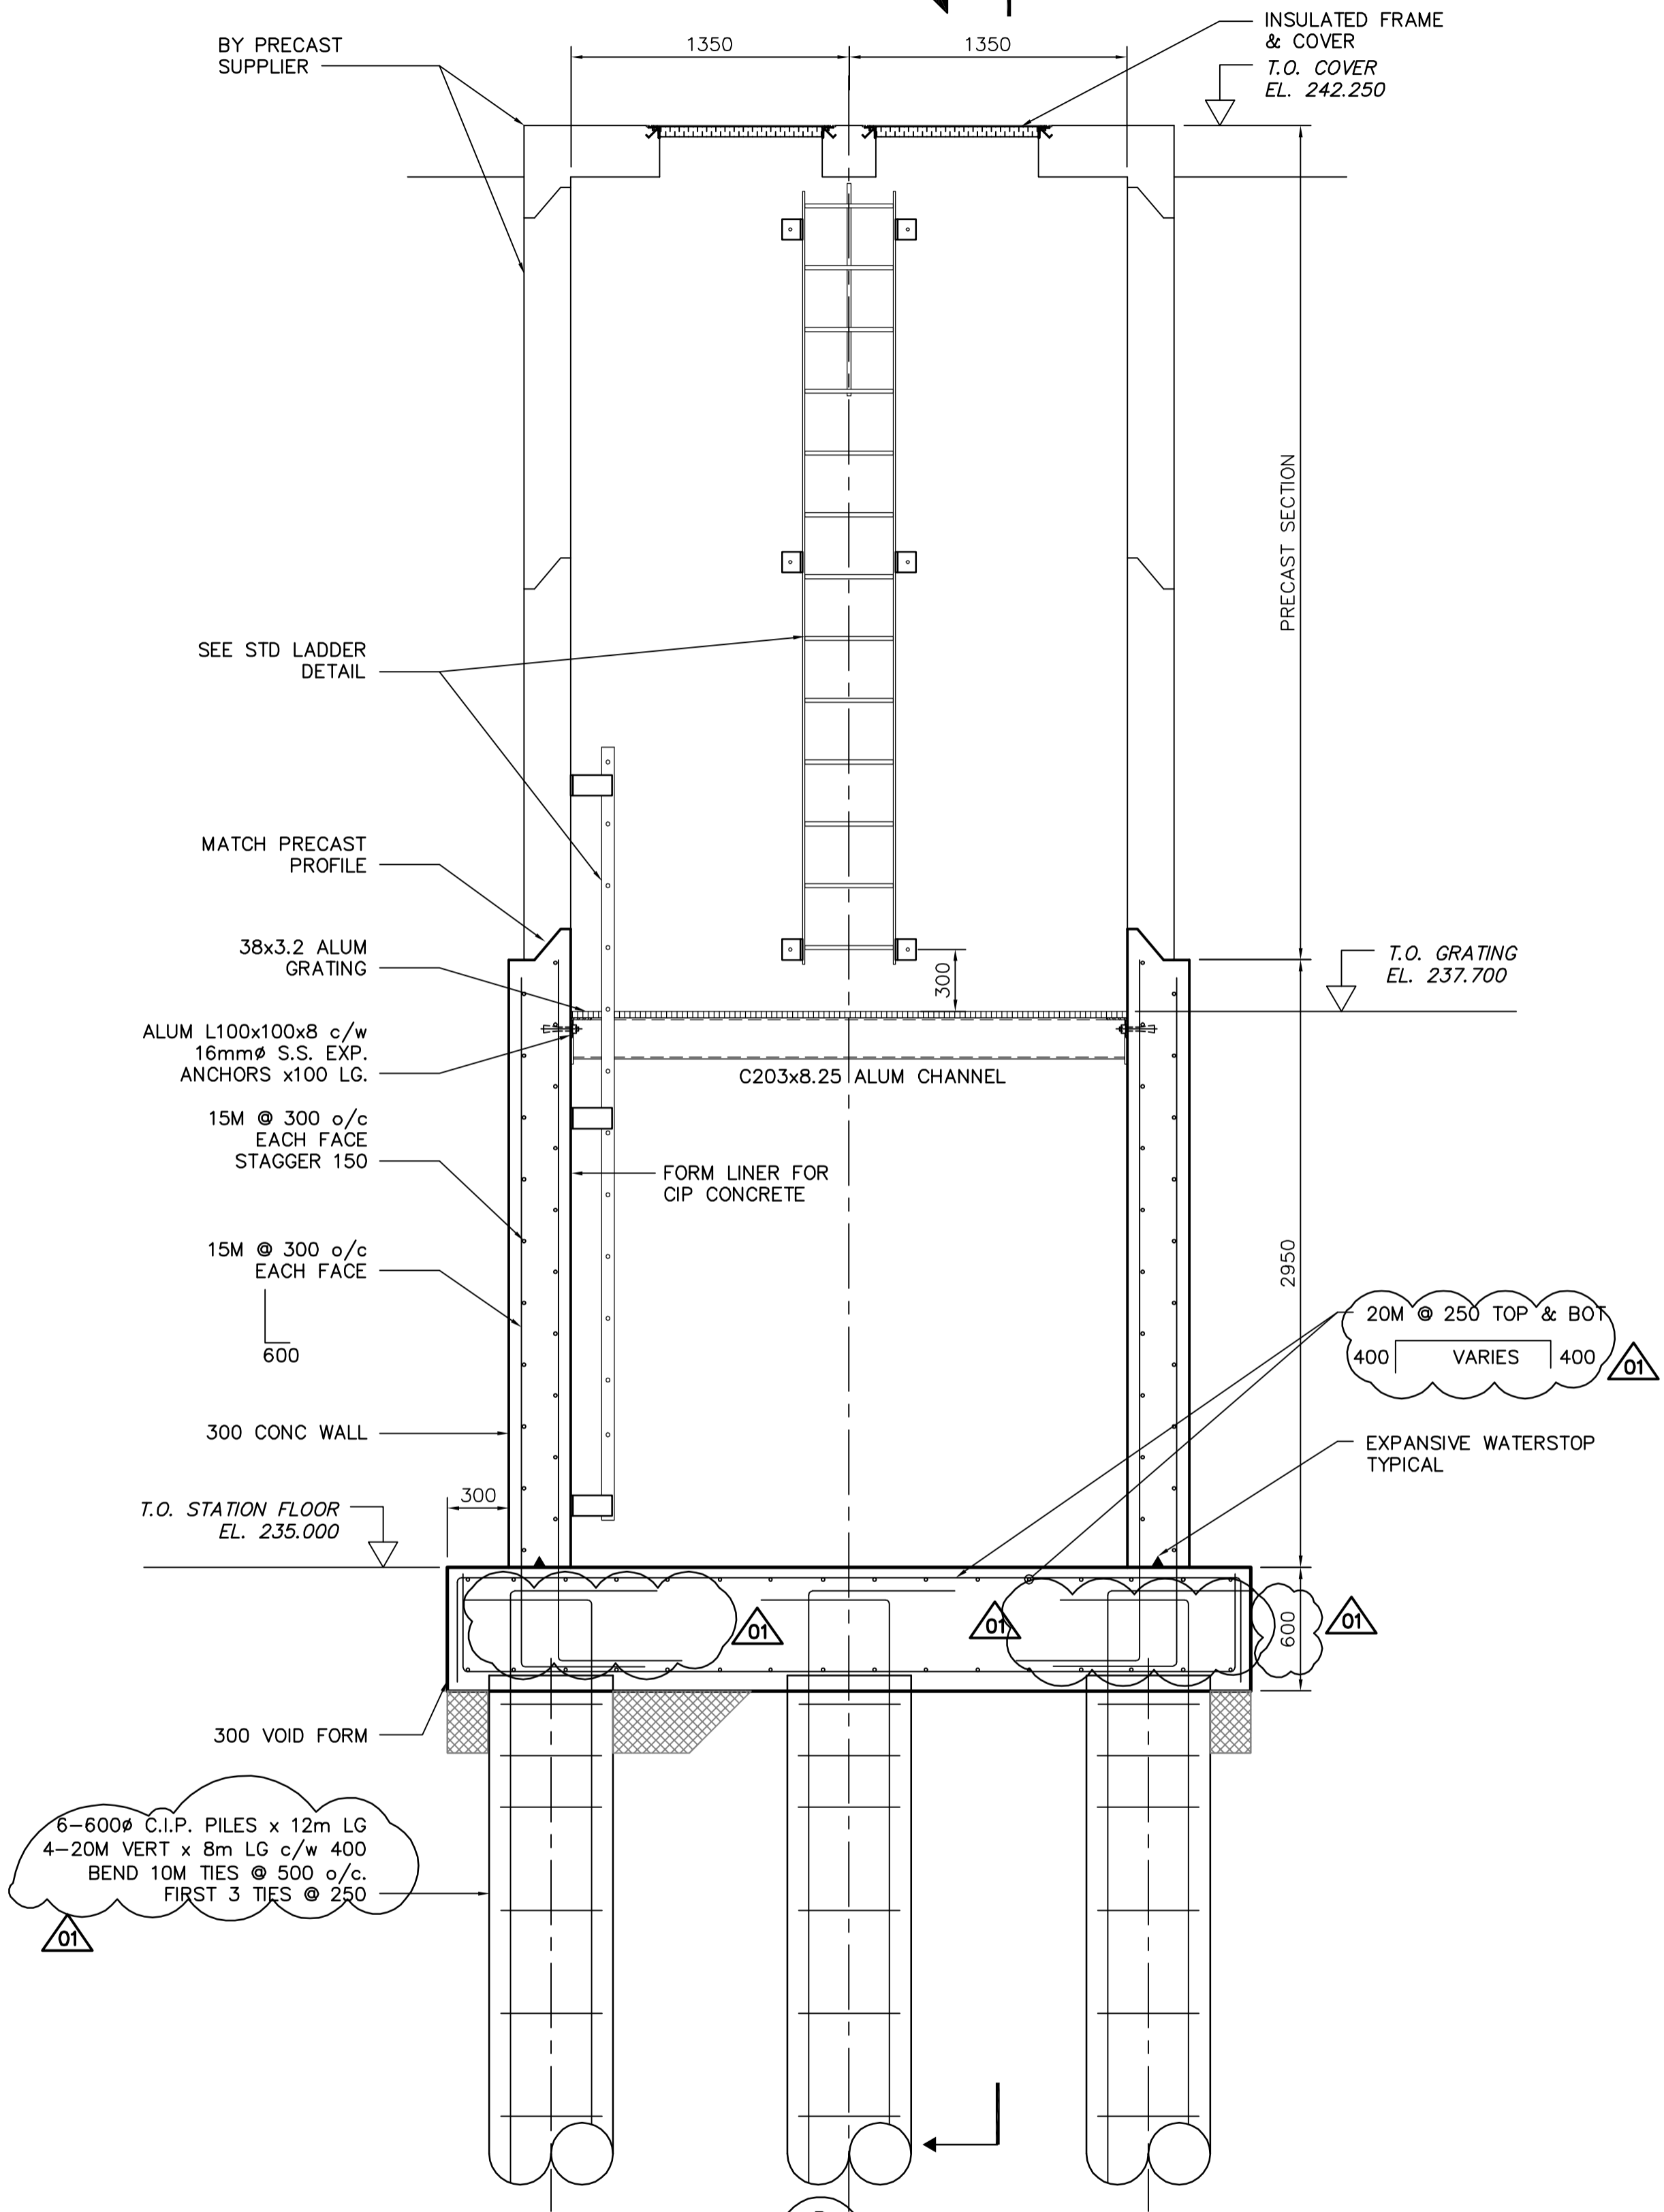 BY PRECAST
SUPPLIER
1350
1350
INSULATED FRAME
& COVER
T.O. COVER
EL. 242.250
PRECAST SECTION
SEE STD LADDER
DETAIL
MATCH PRECAST
PROFILE
38x3.2 ALUM
GRATING
300
T.O. GRATING
EL. 237.700
ALUM L100x100x8 c/w
16mmø S.S. EXP.
ANCHORS x100 LG.
C203x8.25 ALUM CHANNEL
15M @ 300 o/c
EACH FACE
STAGGER 150
FORM LINER FOR
CIP CONCRETE
15M @ 300 o/c
EACH FACE
600
2950
20M @ 250 TOP & BOT
400 VARIES 400
01
300 CONC WALL
EXPANSIVE WATERSTOP
TYPICAL
300
T.O. STATION FLOOR
EL. 235.000
01
01
600
01
300 VOID FORM
6-600ø C.I.P. PILES x 12m LG
4-20M VERT x 8m LG c/w 400
BEND 10M TIES @ 500 o/c.
FIRST 3 TIES @ 250
01